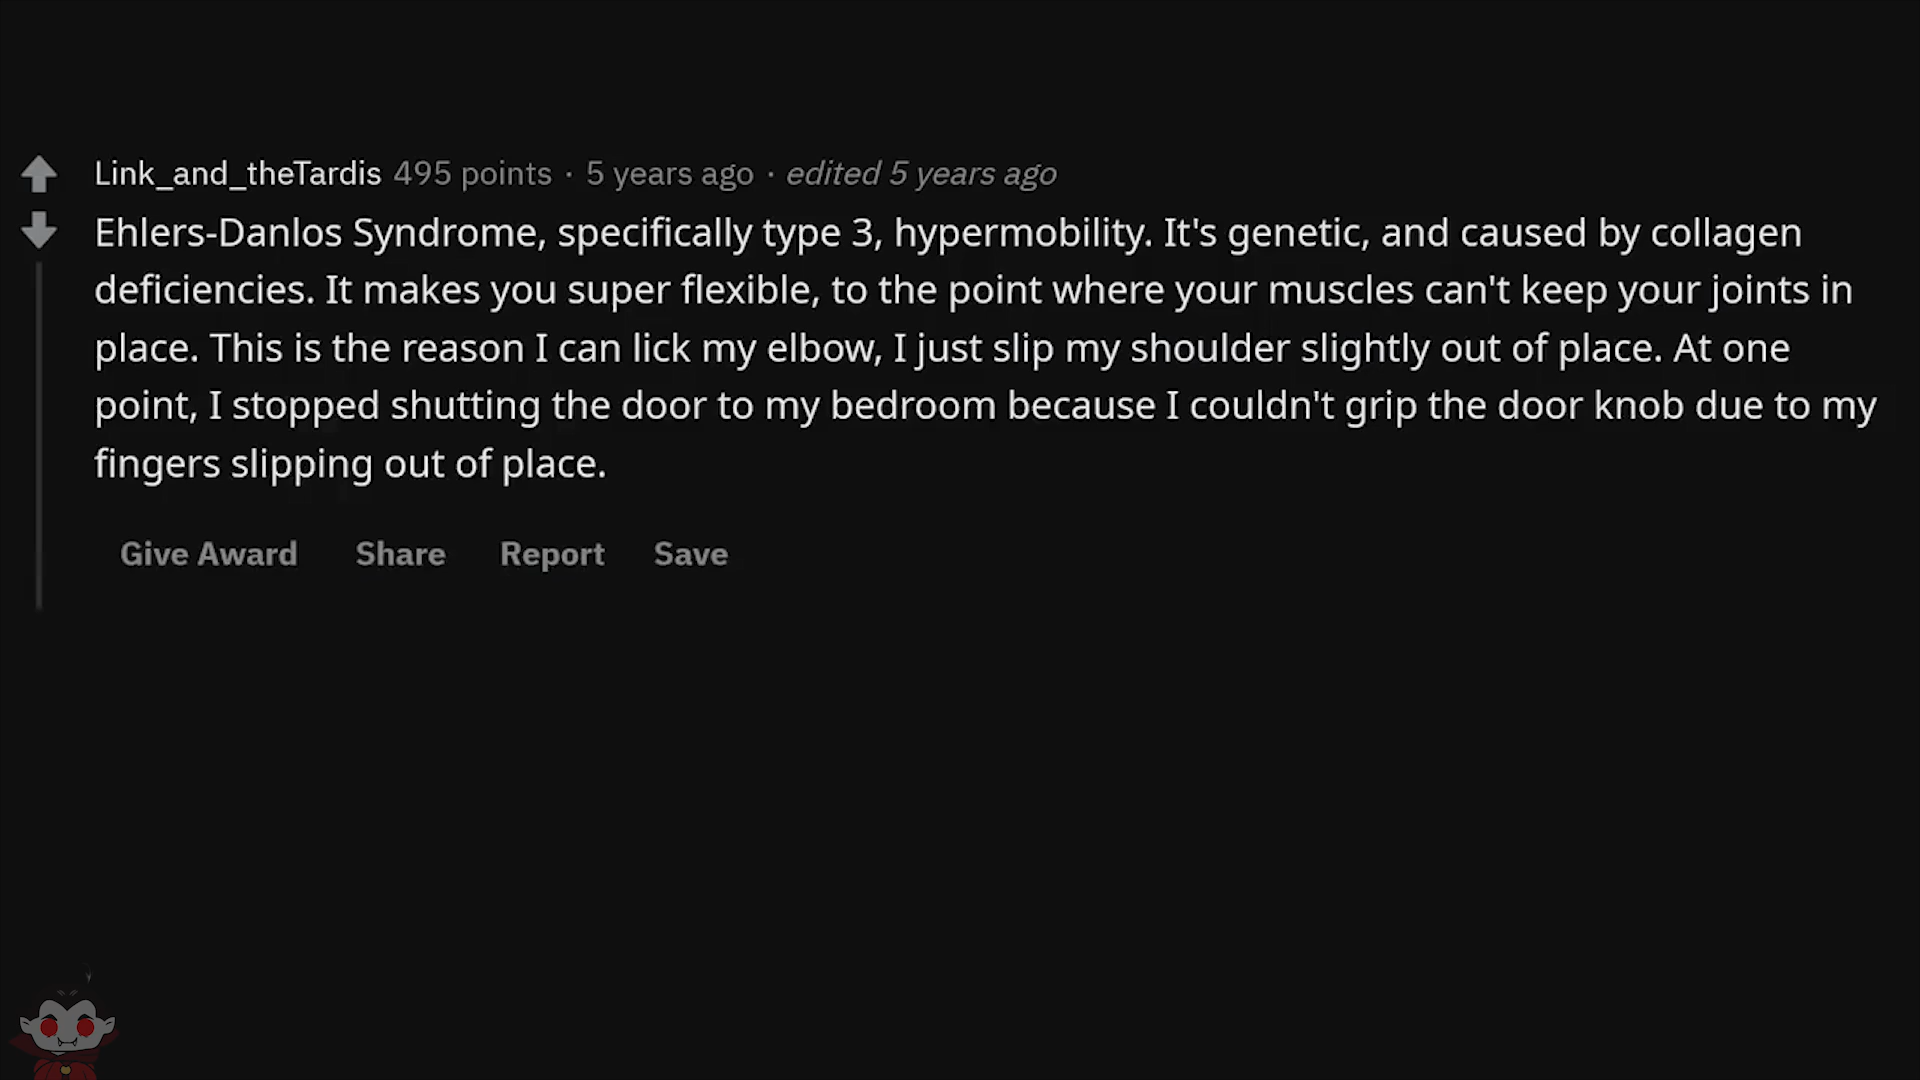 Link_and_theTardis 495 points · 5 years ago · edited 5 years ago
Ehlers-Danlos Syndrome, specifically type 3, hypermobility. It's genetic, and caused by collagen
deficiencies. It makes you super flexible, to the point where your muscles can't keep your joints in
place. This is the reason I can lick my elbow, I just slip my shoulder slightly out of place. At one
point, I stopped shutting the door to my bedroom because I couldn't grip the door knob due to my
fingers slipping out of place.
Give Award Share Report Save